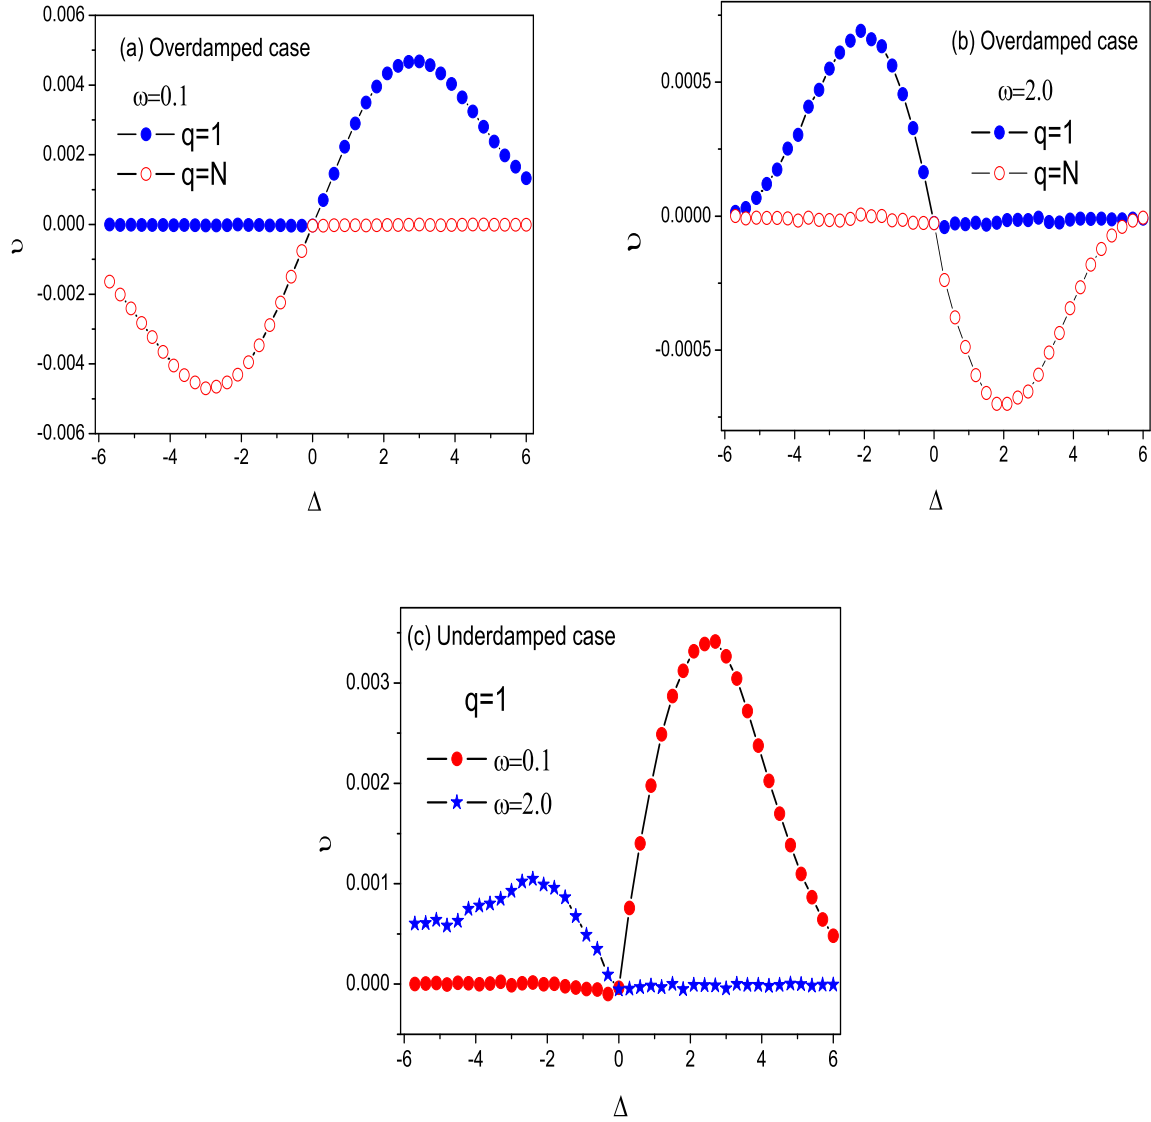 0.006
0.004
0.002
0.000
-0.002
-0.004
-0.006
(a) Overdamped case
ω=0.1
q=1
q=N
υ
-6 -4 -2 0 2 4 6
Δ
0.0005
0.0000
-0.0005
(b) Overdamped case
ω=2.0
q=1
q=N
υ
-6 -4 -2 0 2 4 6
Δ
(c) Underdamped case
q=1
ω=0.1
ω=2.0
0.003
0.002
0.001
0.000
υ
-6 -4 -2 0 2 4 6
Δ